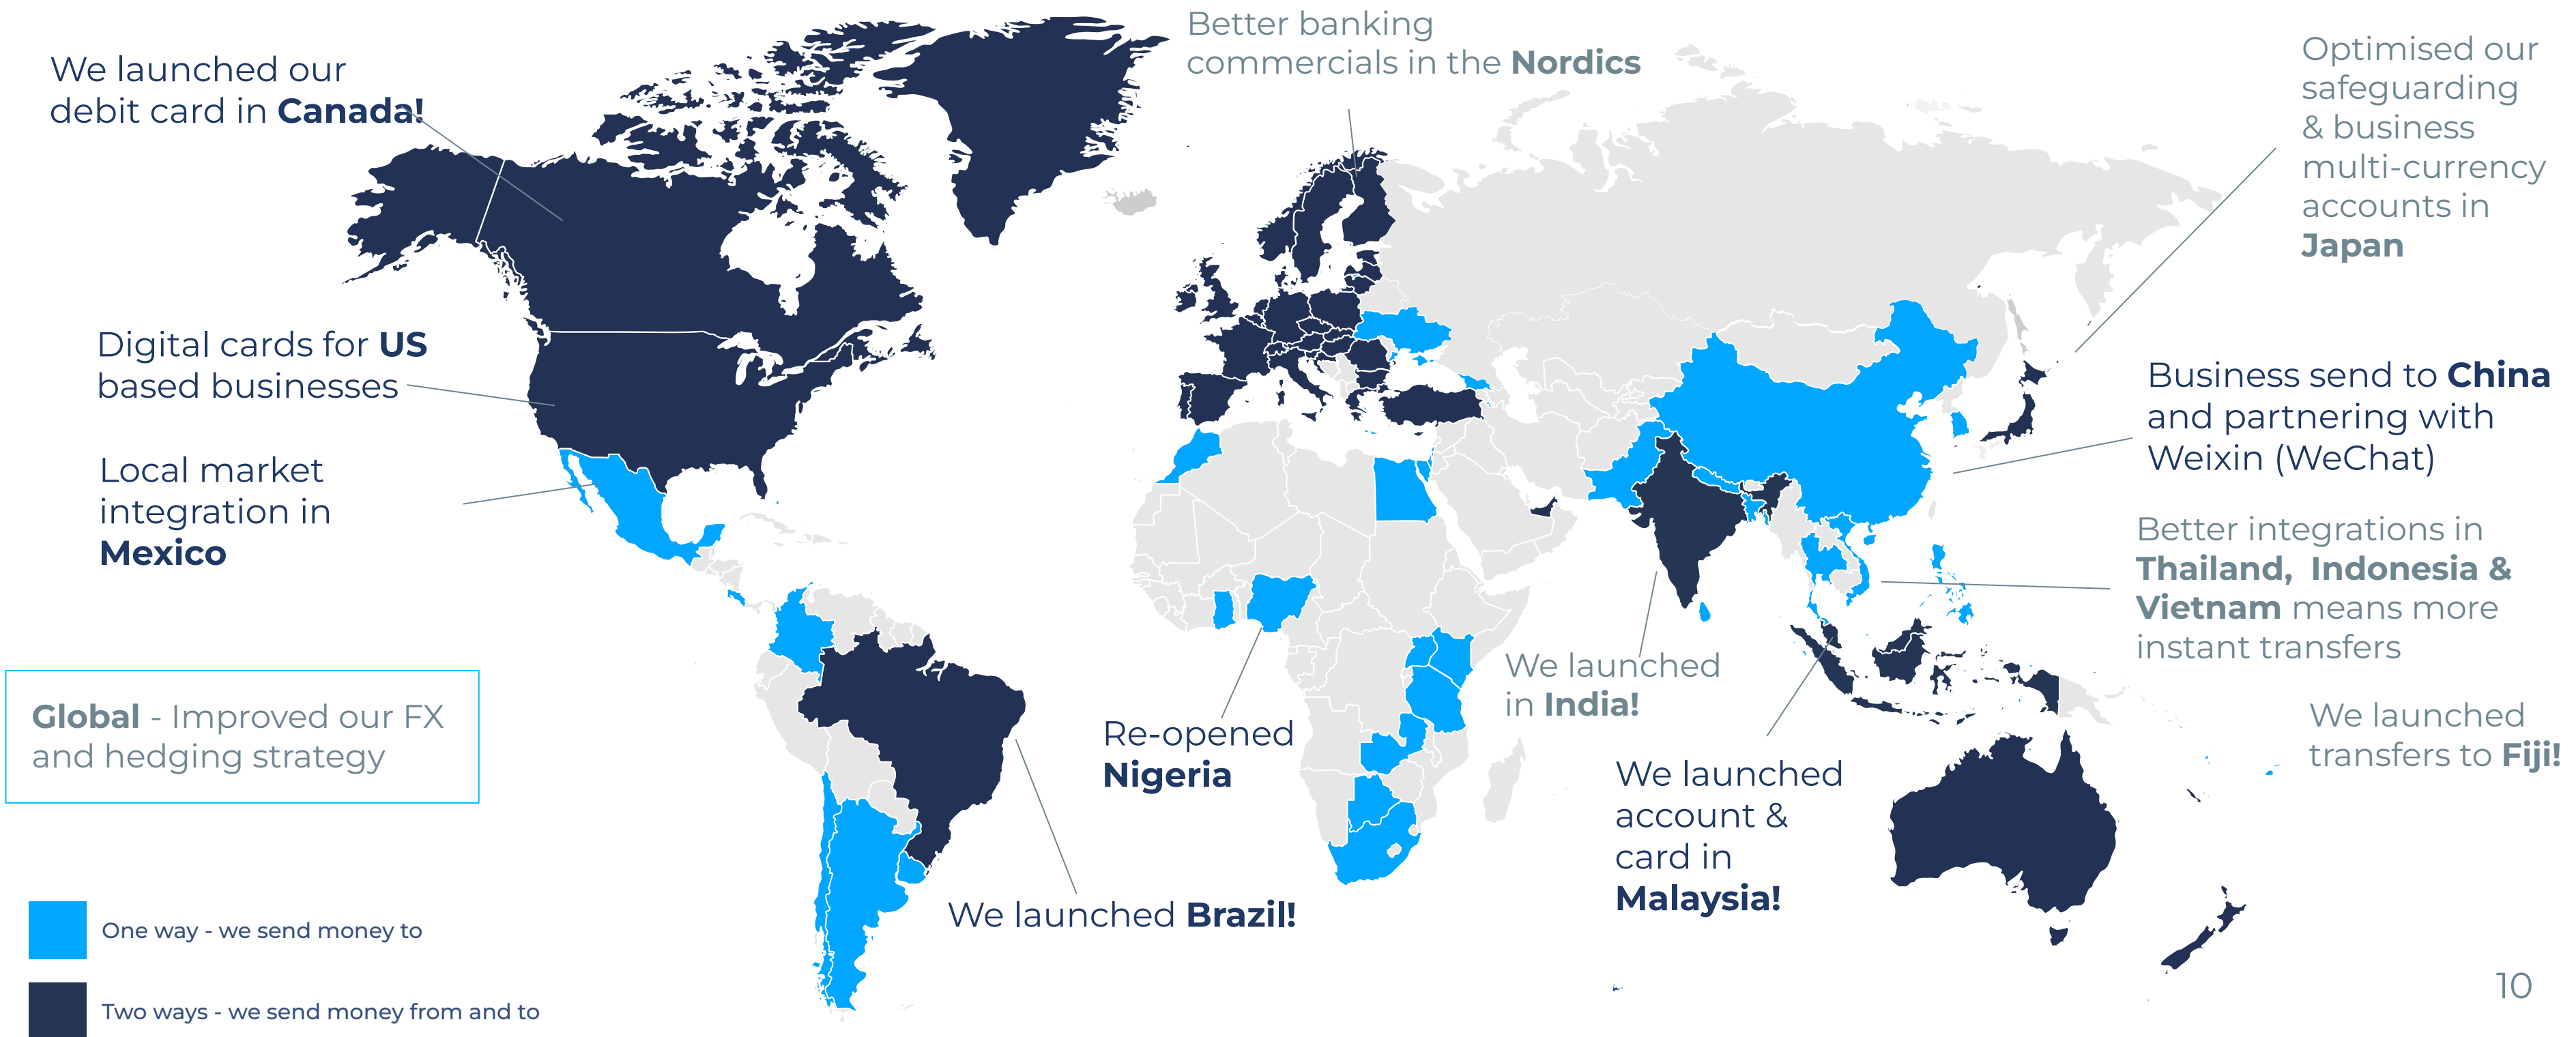 We launched our
debit card in Canada!
Better banking
commercials in the Nordics
Optimised our
safeguarding
& business
multi-currency
accounts in
Japan
Digital cards for US
based businesses
Local market
integration in
Mexico
Business send to China
and partnering with
Weixin (WeChat)
Better integrations in
Thailand, Indonesia &
Vietnam means more
instant transfers
Global - Improved our FX
and hedging strategy
Re-opened
Nigeria
We launched
in India!
We launched
transfers to Fiji!
We launched
account &
card in
Malaysia!
We launched Brazil!
One way - we send money to
Two ways - we send money from and to
10